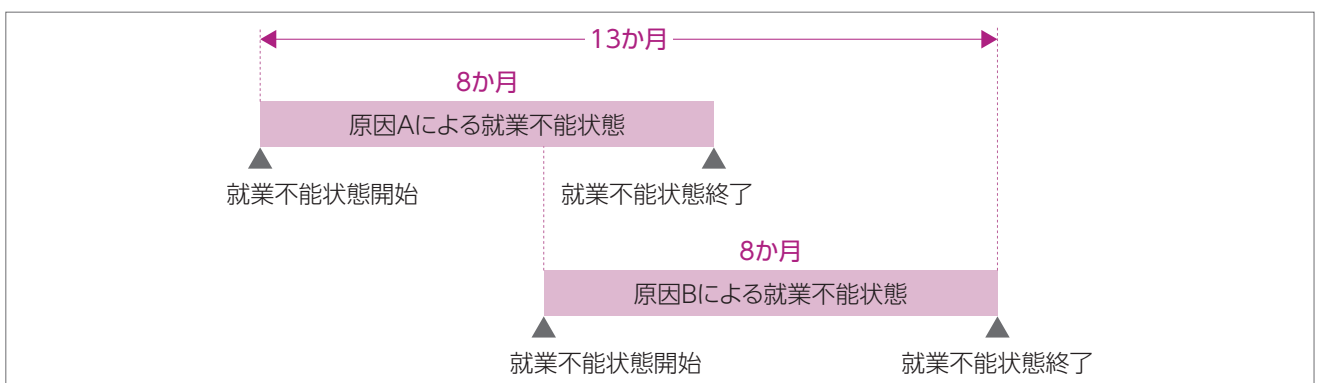 13か月
8か月
原因Aによる就業不能状態
就業不能状態開始
就業不能状態終了
8か月
原因Bによる就業不能状態
就業不能状態開始
就業不能状態終了